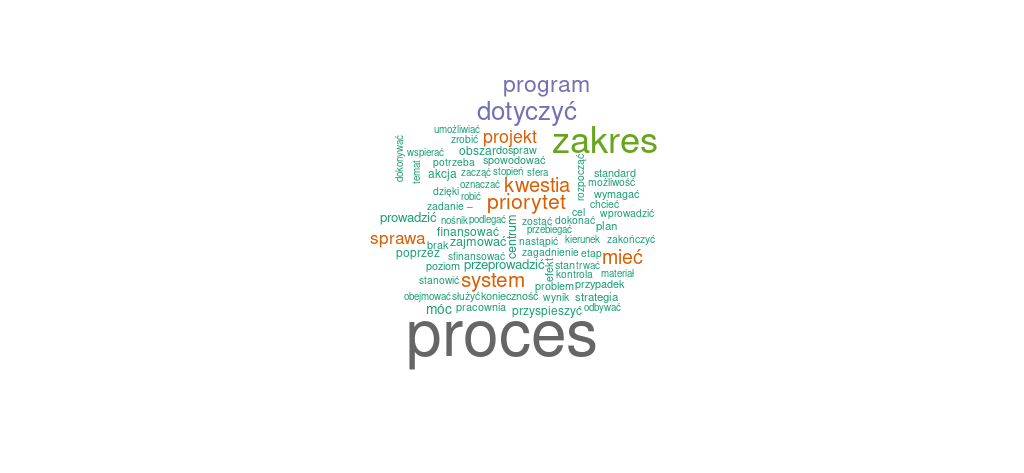 program
dotyczyć
umożliwiać
zrobić
projekt
zakres
dokonywać
wspierać
obszar
do
spraw
temat
potrzeba
spowodować
rozpocząć
akcja
zacząć
stopień
sfera
standard
oznaczać
kwestia
możliwość
dzięki
robić
priorytet
wymagać
chcieć
zadanie –
cel
wprowadzić
prowadzić
nośnik
podlegać
centrum
zostać
dokonać
plan
finansować
przebiegać
sprawa
brak
zajmować
nastąpić
kierunek
zakończyć
poprzez
sfinansować
zagadnienie
etap
mieć
poziom
przeprowadzić
efekt
stan
trwać
stanowić
system
kontrola
materiał
problem
przypadek
obejmować
służyć
konieczność
wynik
strategia
móc
pracownia
przyspieszyć
odbywać
proces